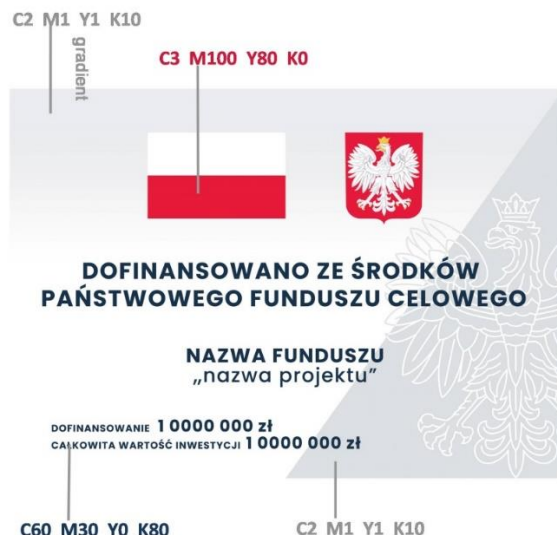 C2 M1 Y1 K10
gradient
C3 M100 Y80 K0
DOFINANSOWANO ZE ŚRODKÓW
PAŃSTWOWEGO FUNDUSZU CELOWEGO
NAZWA FUNDUSZU
„nazwa projektu”
DOFINANSOWANIE 1 0000 000 zł
CAŁKOWITA WARTOŚĆ INWESTYCJI 1 0000 000 zł
C60 M30 Y0 K80
C2 M1 Y1 K10